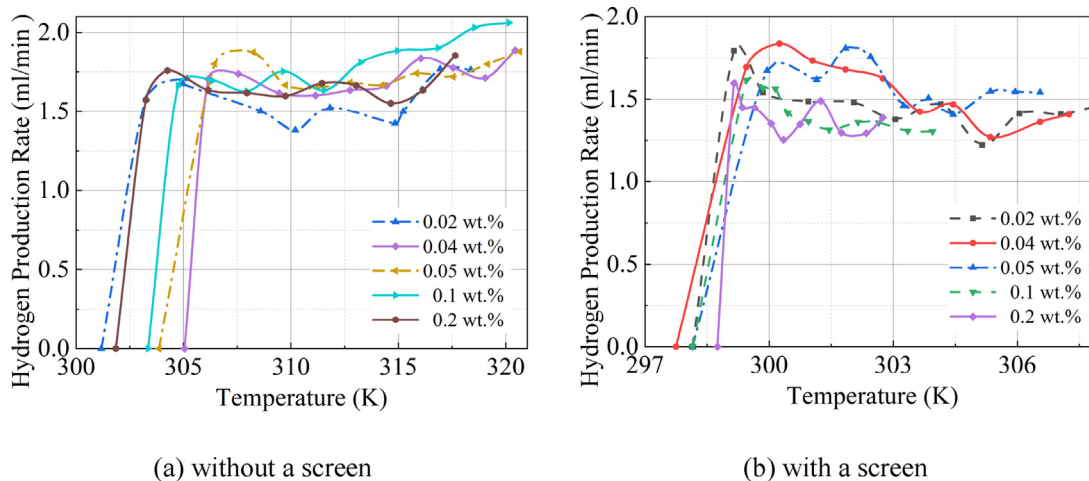 Hydrogen Production Rate (ml/min)
2.0
1.5
1.0
0.5
0.0
0.02 wt.%
0.04 wt.%
0.05 wt.%
0.1 wt.%
0.2 wt.%
300
305
310
315
320
Temperature (K)
(a) without a screen
Hydrogen Production Rate (ml/min)
2.0
1.5
1.0
0.5
0.0
0.02 wt.%
0.04 wt.%
0.05 wt.%
0.1 wt.%
0.2 wt.%
297
300
303
306
Temperature (K)
(b) with a screen